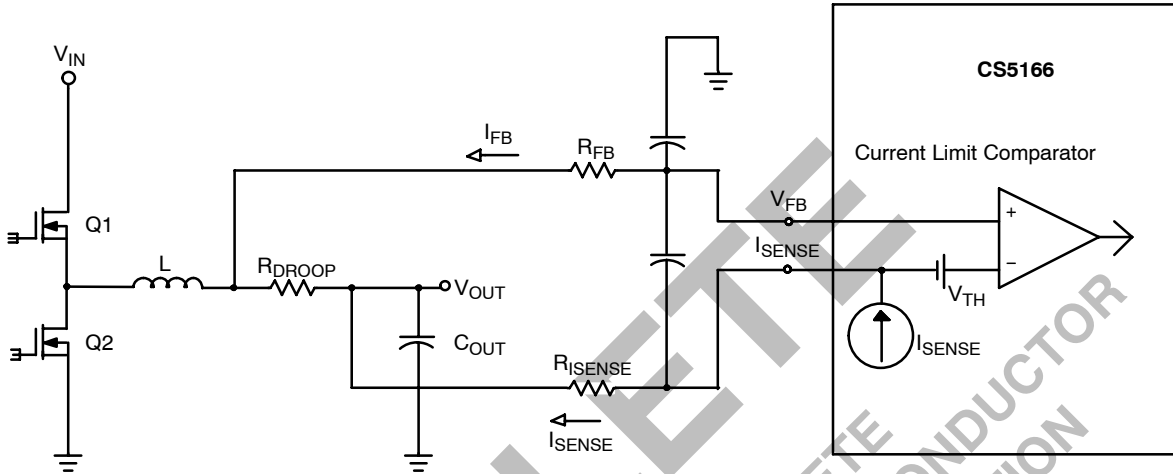 V_IN
CS5166
I_FB
R_FB
Current Limit Comparator
Q1
V_FB
+
I_SENSE
L
R_DROOP
V_OUT
−
V_TH
Q2
C_OUT
R_ISENSE
I_SENSE
I_SENSE